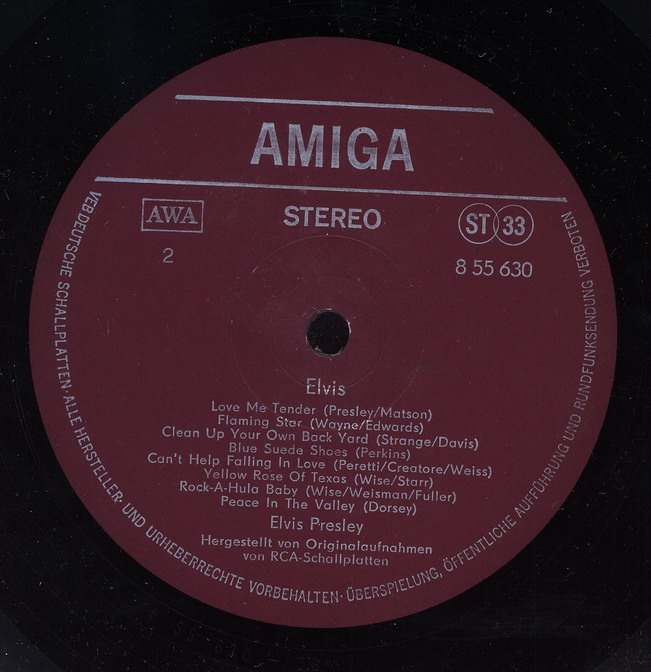 AMIGA
AWA
STEREO
ST 33
2
8 55 630
Elvis
Love Me Tender (Presley/Matson)
Flaming Star (Wayne/Edwards)
Clean Up Your Own Back Yard (Strange/Davis)
Blue Suede Shoes (Perkins)
Can't Help Falling In Love (Peretti/Creatore/Weiss)
Yellow Rose Of Texas (Wise/Starr)
Rock-A-Hula Baby (Wise/Weisman/Fuller)
Peace In The Valley (Dorsey)
Elvis Presley
Hergestellt von Originalaufnahmen
von RCA-Schallplatten
VEB DEUTSCHE SCHALLPLATTEN · ALLE HERSTELLER- UND URHEBERRECHTE VORBEHALTEN · ÜBERSPIELUNG, ÖFFENTLICHE AUFFÜHRUNG UND RUNDFUNKSENDUNG VERBOTEN